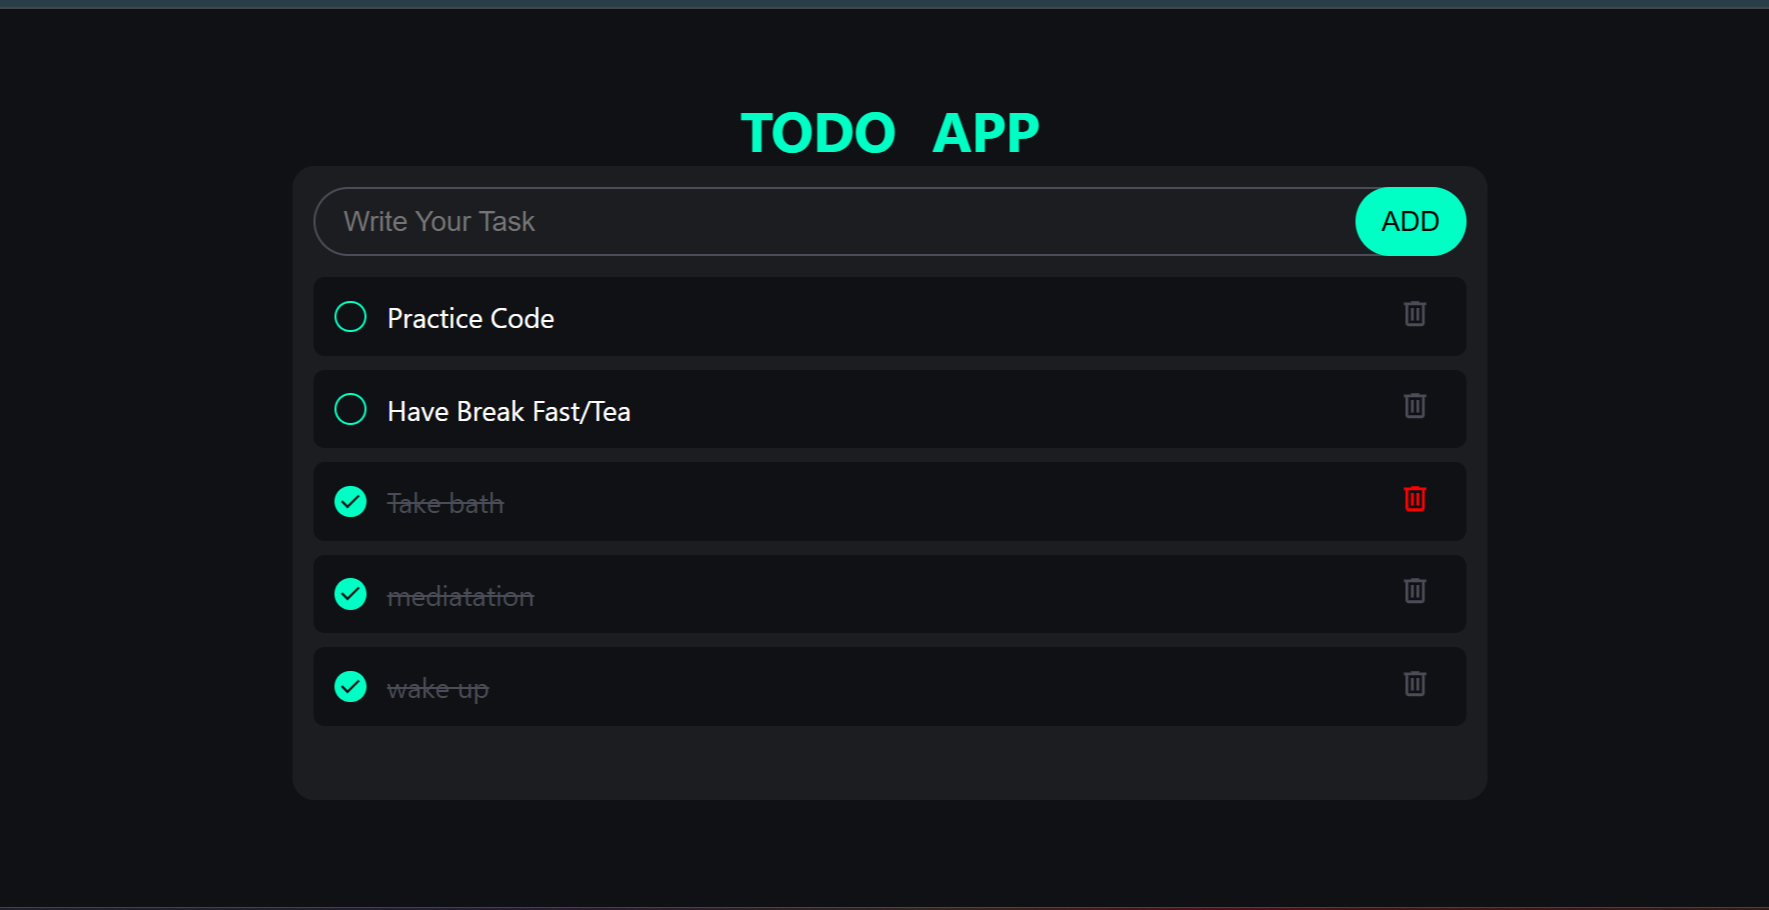 TODO APP
Write Your Task
ADD
Practice Code
Have Break Fast/Tea
Take bath
mediatation
wake up